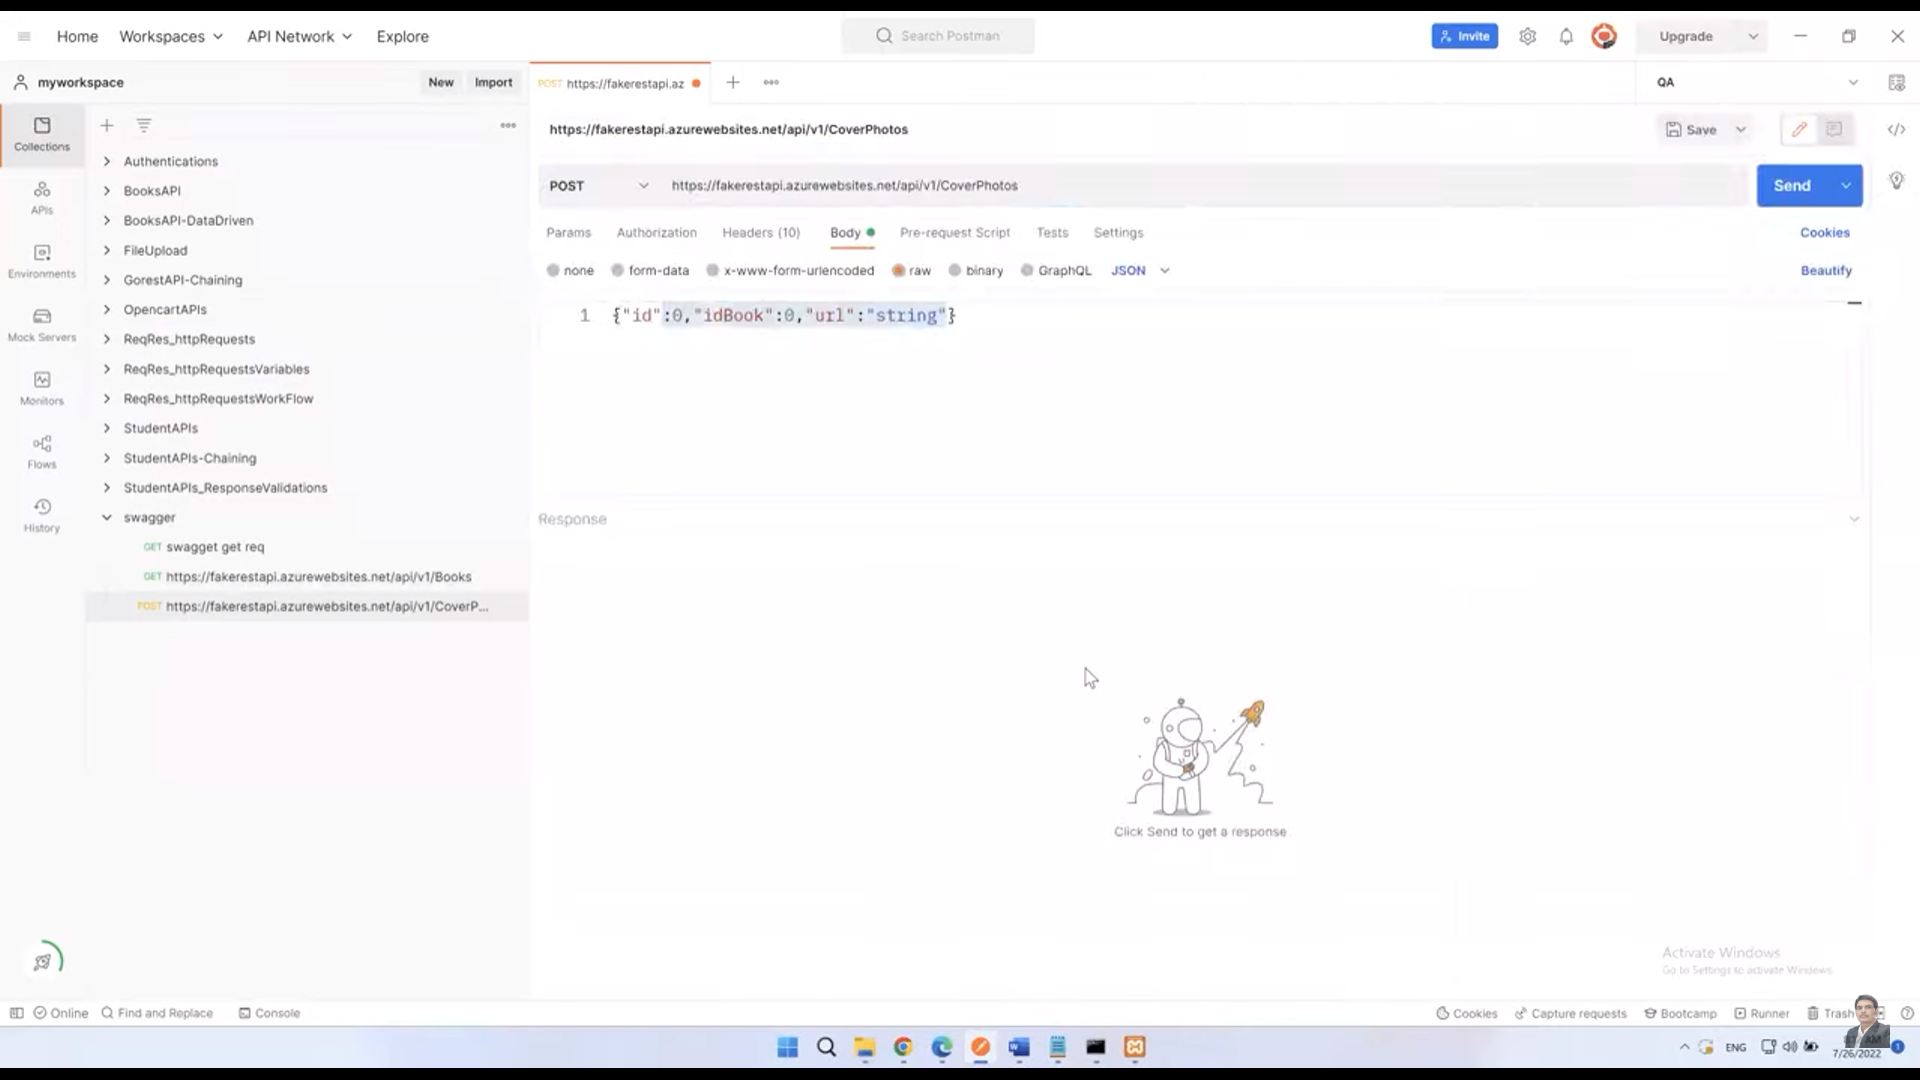 Home Workspaces API Network Explore Search Postman Invite Upgrade
myworkspace New Import POST https://fakerestapi.az QA
https://fakerestapi.azurewebsites.net/api/v1/CoverPhotos Save
POST https://fakerestapi.azurewebsites.net/api/v1/CoverPhotos Send
Params Authorization Headers (10) Body Pre-request Script Tests Settings Cookies
none form-data x-www-form-urlencoded raw binary GraphQL JSON Beautify
1 {"id":0,"idBook":0,"url":"string"}
Response
Click Send to get a response
Collections
APIs
Environments
Mock Servers
Monitors
Flows
History
Authentications
BooksAPI
BooksAPI-DataDriven
FileUpload
GorestAPI-Chaining
OpencartAPIs
ReqRes_httpRequests
ReqRes_httpRequestsVariables
ReqRes_httpRequestsWorkFlow
StudentAPIs
StudentAPIs-Chaining
StudentAPIs_ResponseValidations
swagger
GET swagget get req
GET https://fakerestapi.azurewebsites.net/api/v1/Books
POST https://fakerestapi.azurewebsites.net/api/v1/CoverP...
Activate Windows
Go to Settings to activate Windows.
Online Find and Replace Console Cookies Capture requests Bootcamp Runner Trash
ENG
7/26/2022 1